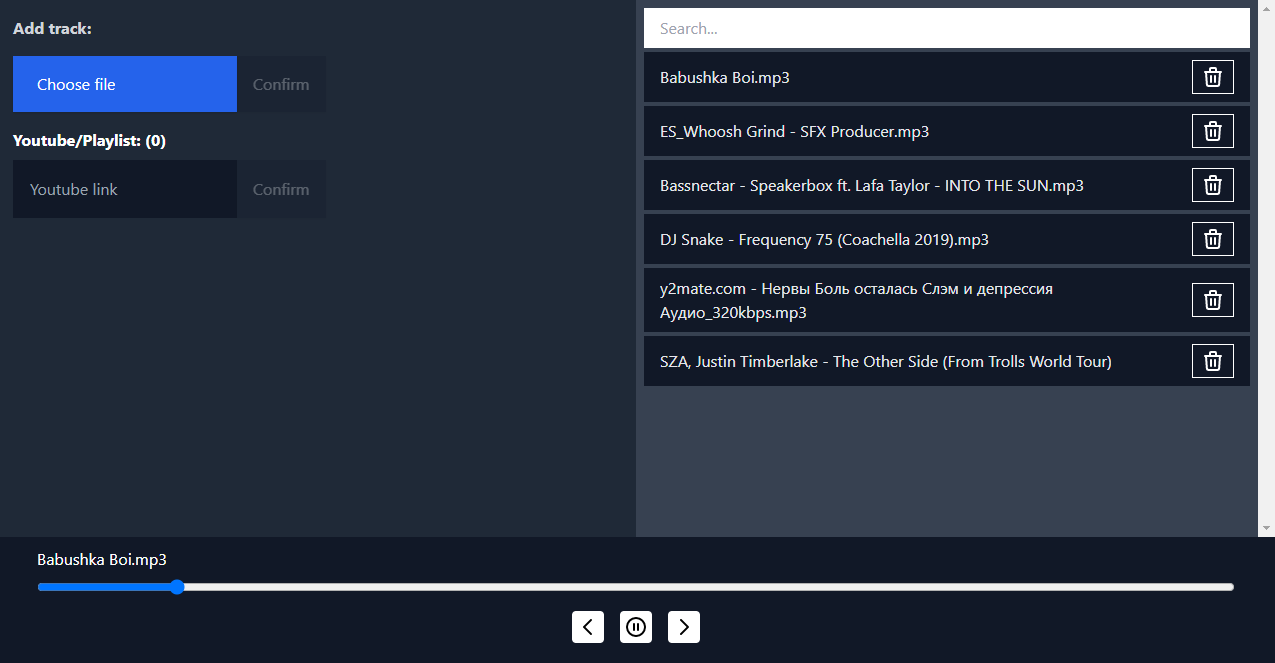 Add track:
Choose file
Confirm
Youtube/Playlist: (0)
Youtube link
Confirm
Search...
Babushka Boi.mp3
ES_Whoosh Grind - SFX Producer.mp3
Bassnectar - Speakerbox ft. Lafa Taylor - INTO THE SUN.mp3
DJ Snake - Frequency 75 (Coachella 2019).mp3
y2mate.com - Нервы Боль осталась Слэм и депрессия
Аудио_320kbps.mp3
SZA, Justin Timberlake - The Other Side (From Trolls World Tour)
Babushka Boi.mp3